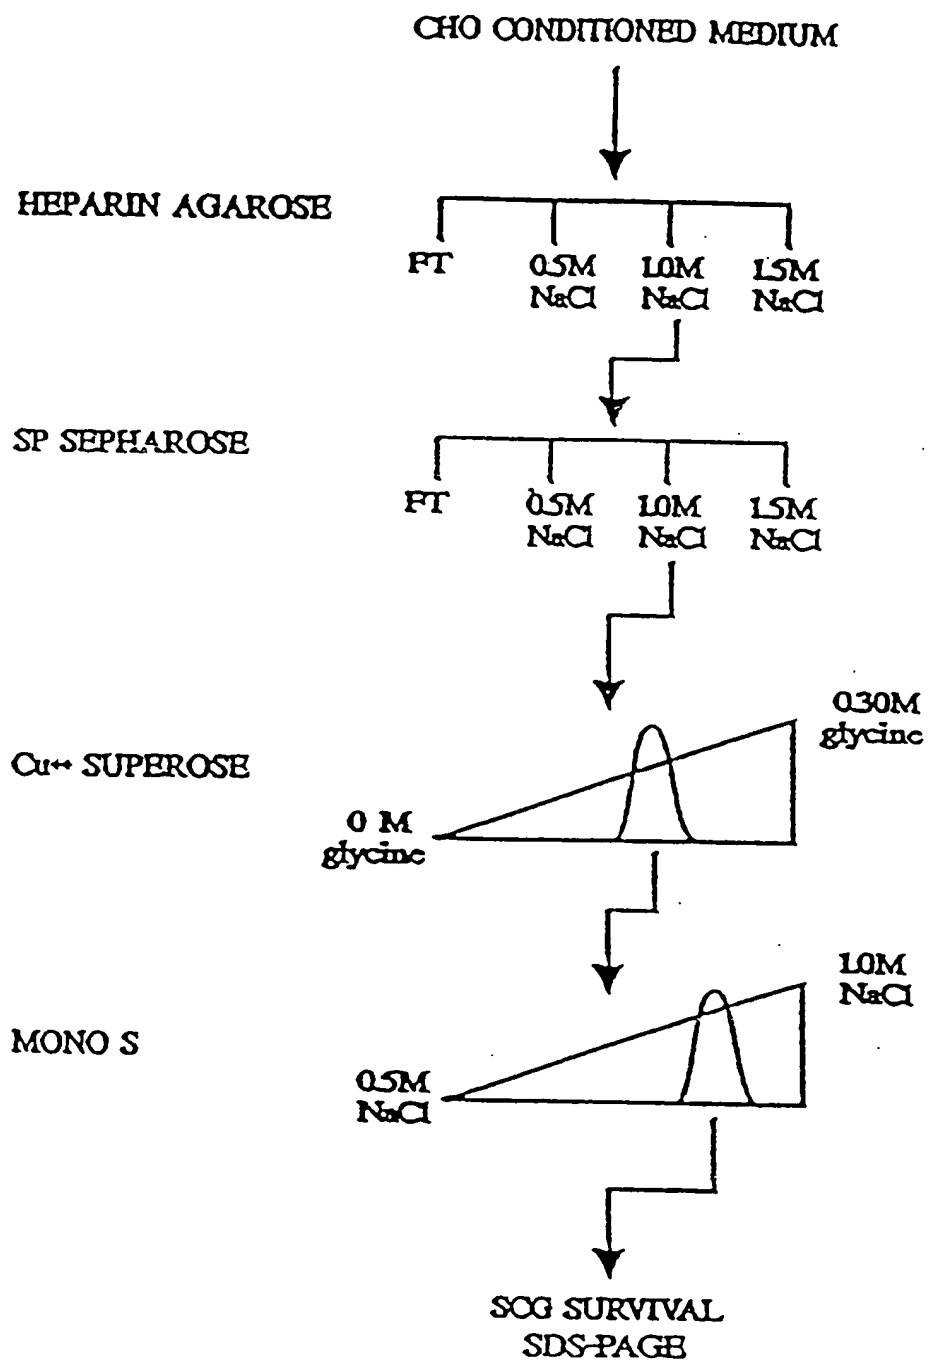 CHO CONDITIONED MEDIUM
HEPARIN AGAROSE
FT
0.5M
NaCl
1.0M
NaCl
1.5M
NaCl
SP SEPHAROSE
FT
0.5M
NaCl
1.0M
NaCl
1.5M
NaCl
0.30M
glycine
Cu++ SUPEROSE
0 M
glycine
1.0M
NaCl
MONO S
0.5M
NaCl
SCG SURVIVAL
SDS-PAGE